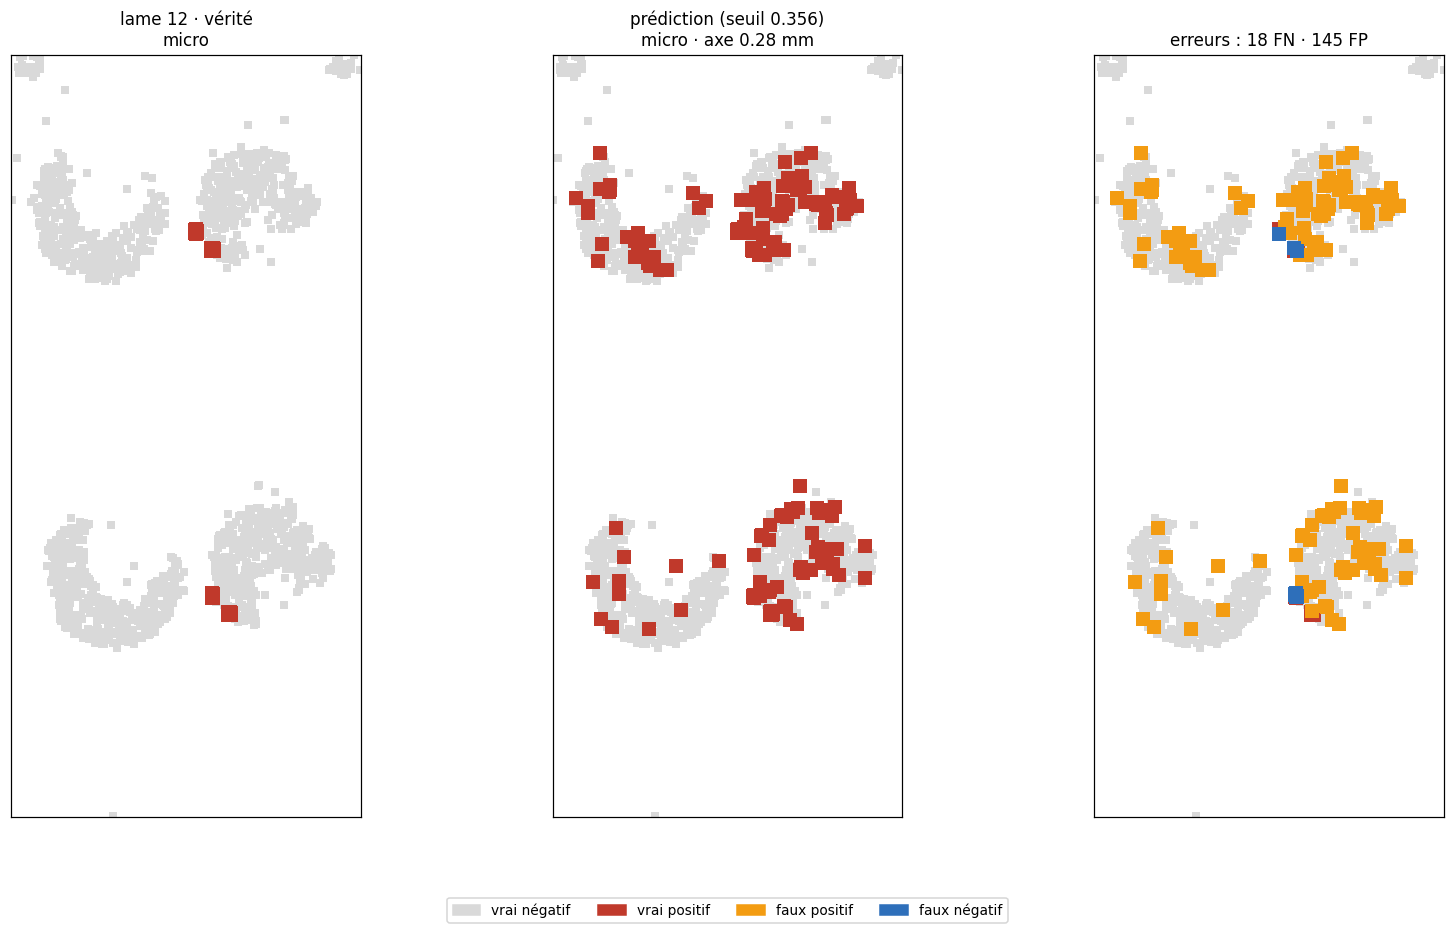 lame 12 · vérité
micro
prédiction (seuil 0.356)
micro · axe 0.28 mm
erreurs : 18 FN · 145 FP
vrai négatif
vrai positif
faux positif
faux négatif